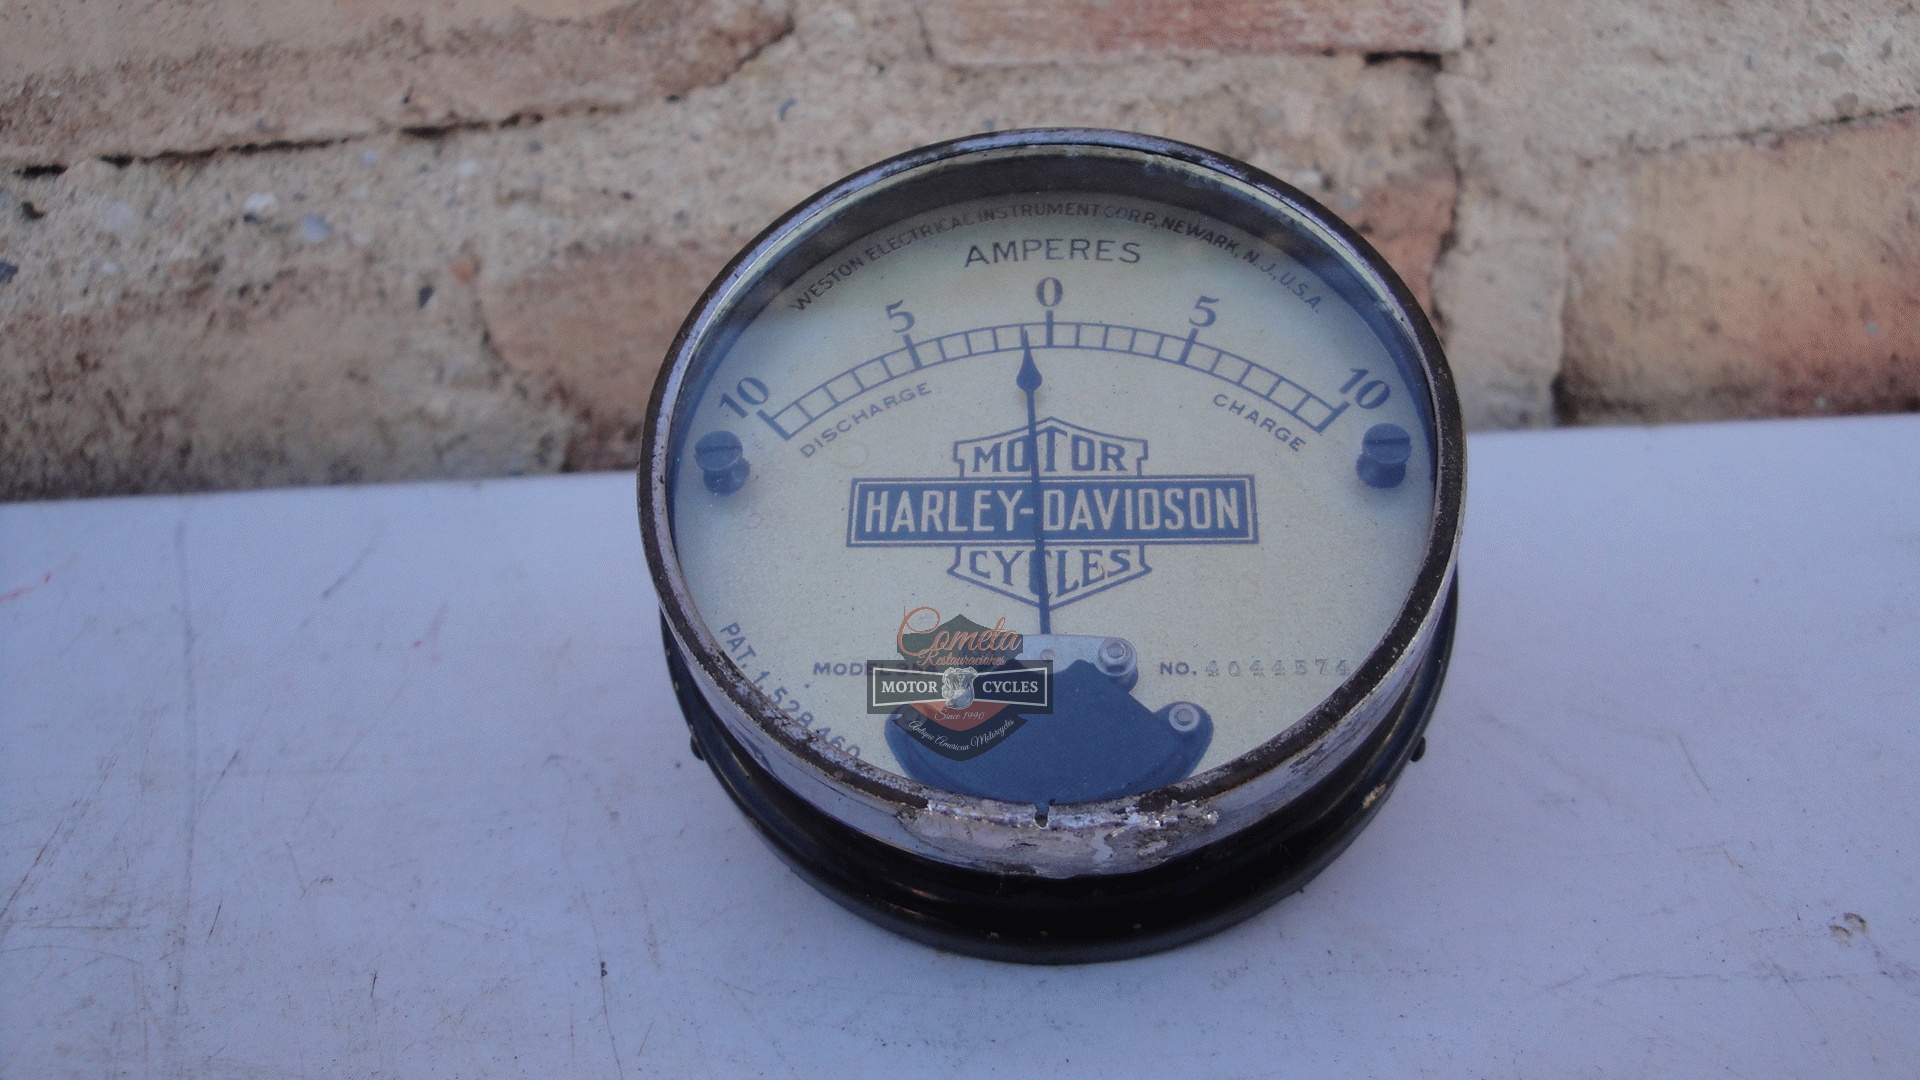 WESTON ELECTRICAL INSTRUMENT CORP., NEWARK, N.J., U.S.A.
AMPERES
10 5 0 5 10
DISCHARGE CHARGE
MOTOR
HARLEY-DAVIDSON
CYCLES
NO. 4044574
PAT. 1,528,460
Cometa
Restauraciones
MOTOR CYCLES
Since 1990
Antique American Motorcycles